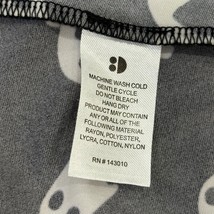 MACHINE WASH COLD
GENTLE CYCLE
DO NOT BLEACH
HANG DRY
PRODUCT MAY CONTAIN
ANY OR ALL OF THE
FOLLOWING MATERIAL
RAYON, POLYESTER,
LYCRA, COTTON, NYLON
RN # 143010